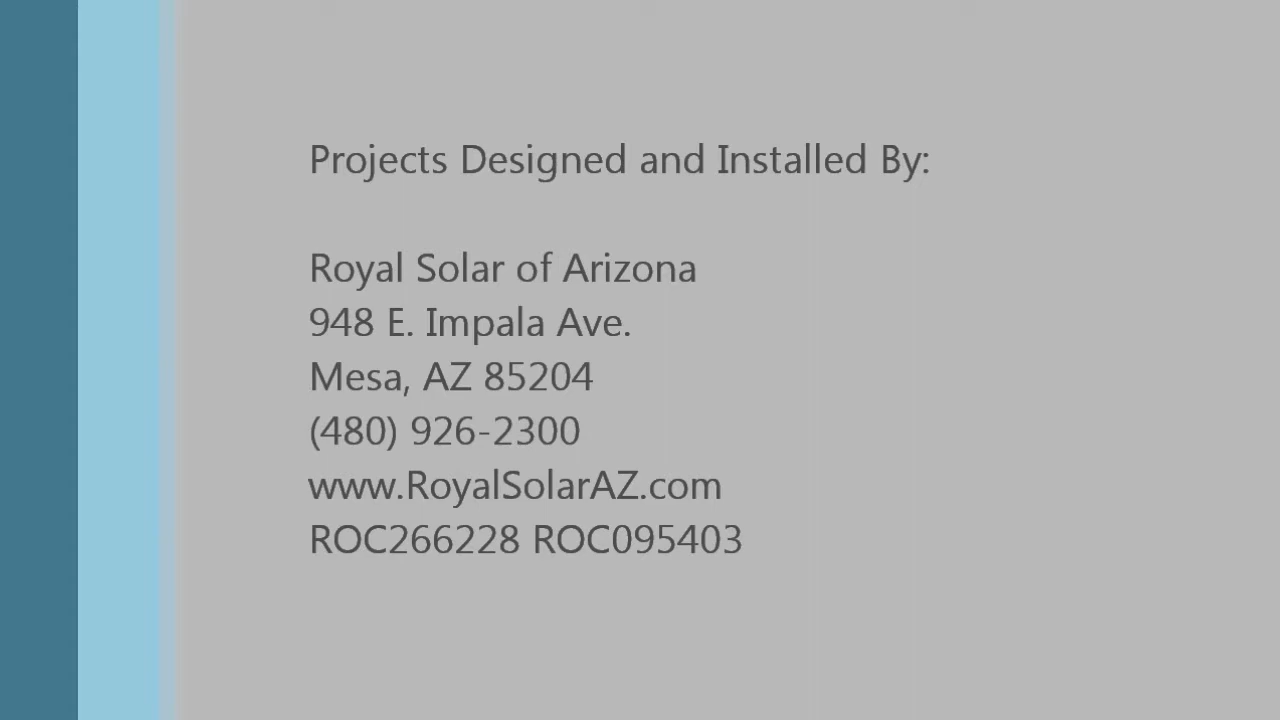 Projects Designed and Installed By:
Royal Solar of Arizona
948 E. Impala Ave.
Mesa, AZ 85204
(480) 926-2300
www.RoyalSolarAZ.com
ROC266228 ROC095403